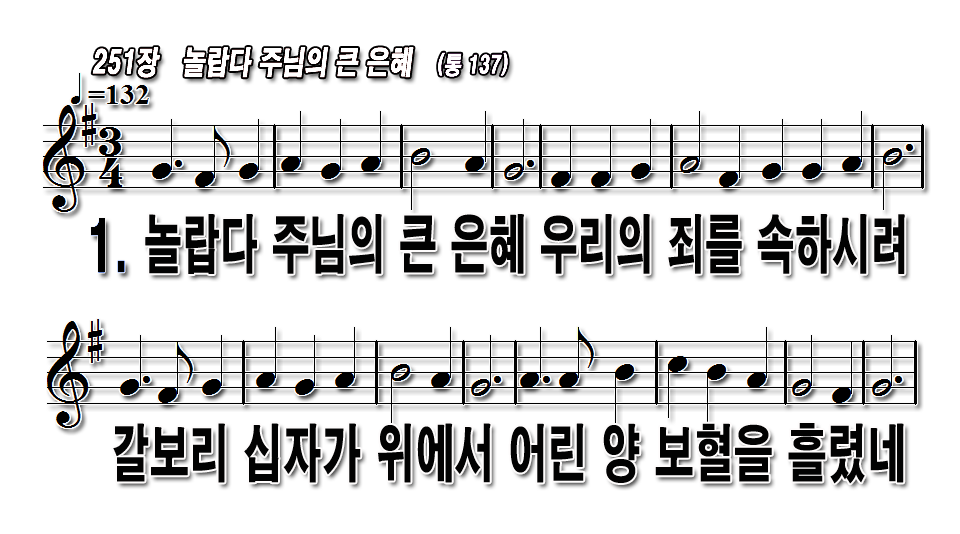 251장 놀랍다 주님의 큰 은혜 (통 137)
♩=132
3
4
1. 놀랍다 주님의 큰 은혜 우리의 죄를 속하시려
갈보리 십자가 위에서 어린 양 보혈을 흘렸네